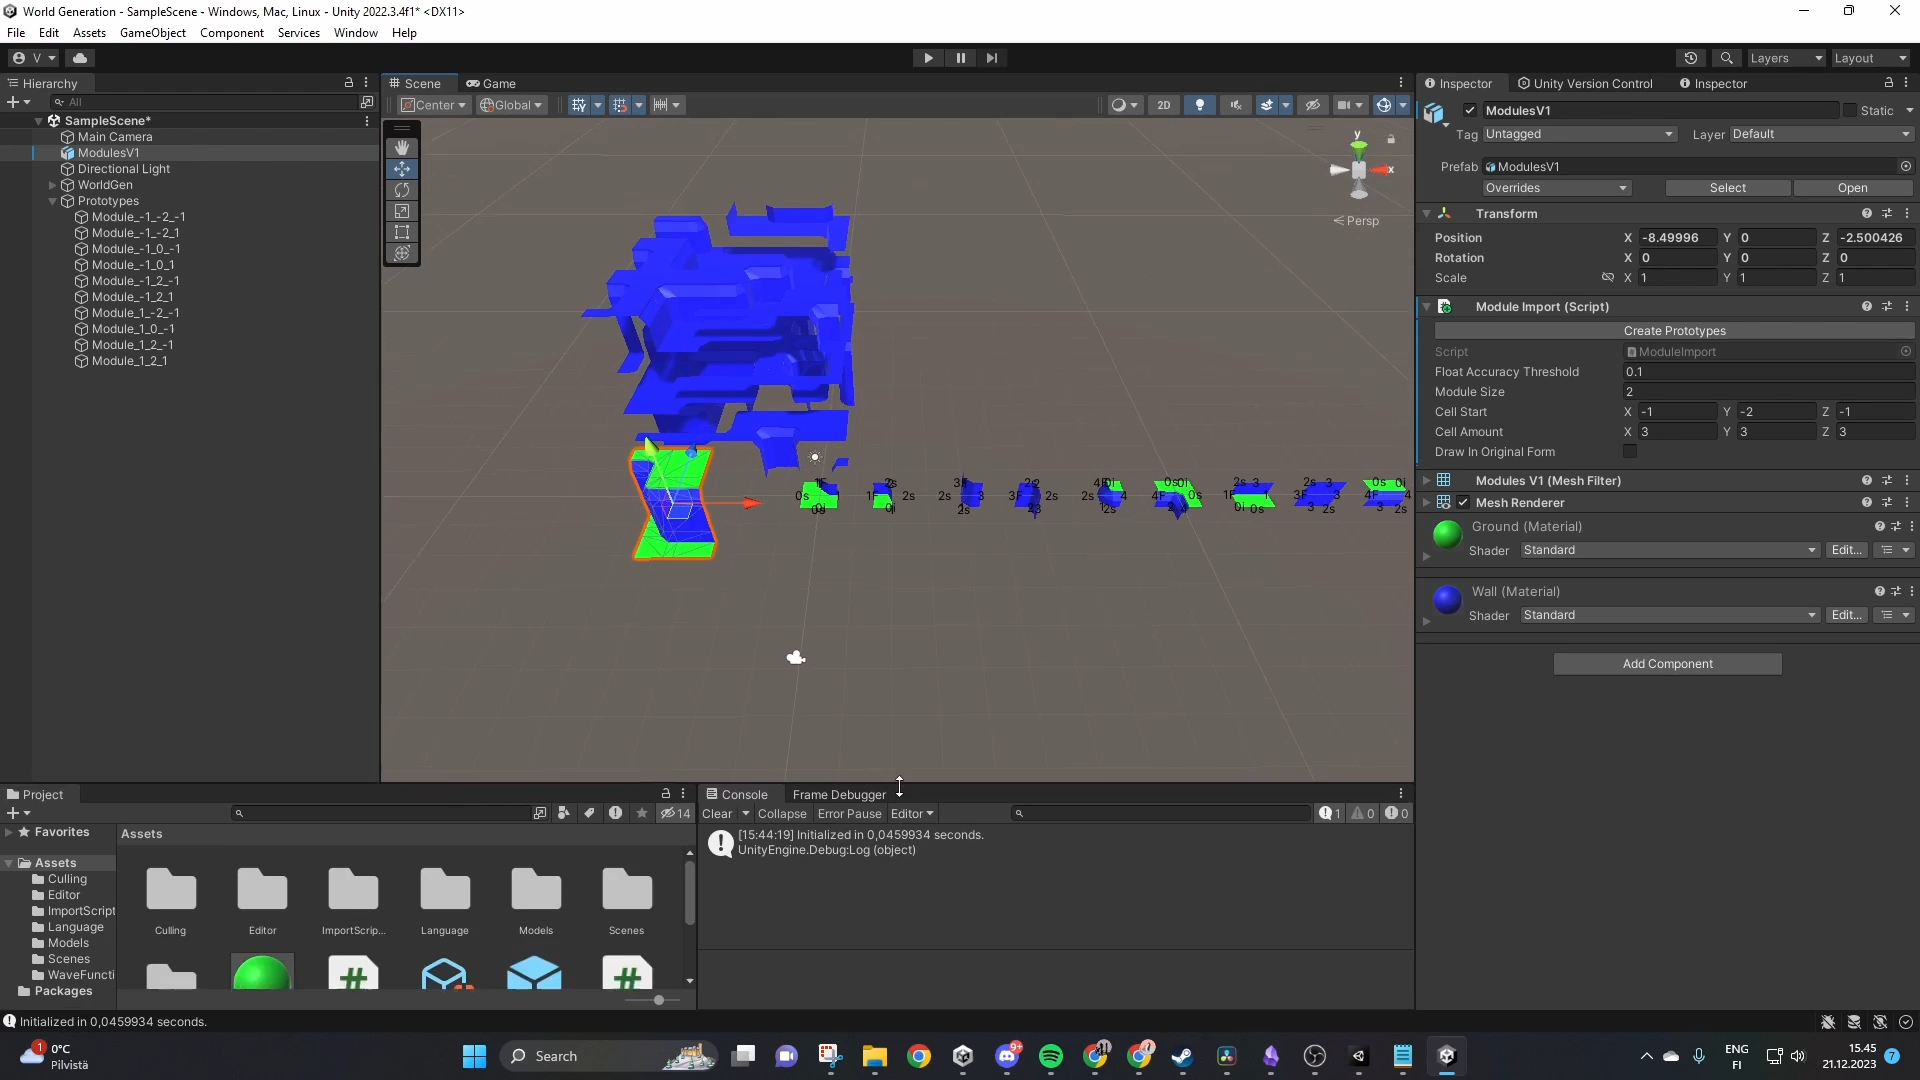 World Generation - SampleScene - Windows, Mac, Linux - Unity 2022.3.4f1* <DX11>
File Edit Assets GameObject Component Services Window Help
V Layers Layout
Hierarchy
All
SampleScene*
Main Camera
ModulesV1
Directional Light
WorldGen
Prototypes
Module_-1_-2_-1
Module_-1_-2_1
Module_-1_0_-1
Module_-1_0_1
Module_-1_2_-1
Module_-1_2_1
Module_1_-2_-1
Module_1_0_-1
Module_1_2_-1
Module_1_2_1
Scene Game
Center Global 2D
y
x
Persp
Inspector Unity Version Control Inspector
ModulesV1 Static
Tag Untagged Layer Default
Prefab ModulesV1
Overrides Select Open
Transform
Position X -8.49996 Y 0 Z -2.500426
Rotation X 0 Y 0 Z 0
Scale X 1 Y 1 Z 1
Module Import (Script)
Create Prototypes
Script ModuleImport
Float Accuracy Threshold 0.1
Module Size 2
Cell Start X -1 Y -2 Z -1
Cell Amount X 3 Y 3 Z 3
Draw In Original Form
Modules V1 (Mesh Filter)
Mesh Renderer
Ground (Material)
Shader Standard Edit...
Wall (Material)
Shader Standard Edit...
Add Component
Project
14
Favorites
Assets
Culling
Editor
ImportScript
Language
Models
Scenes
WaveFuncti
Packages
Assets
Culling Editor ImportScrip... Language Models Scenes
Console Frame Debugger
Clear Collapse Error Pause Editor 1 0 0
[15:44:19] Initialized in 0,0459934 seconds.
UnityEngine.Debug:Log (object)
Initialized in 0,0459934 seconds.
1 0°C
Pilvistä
Search
9+
ENG
FI
15.45
21.12.2023
7